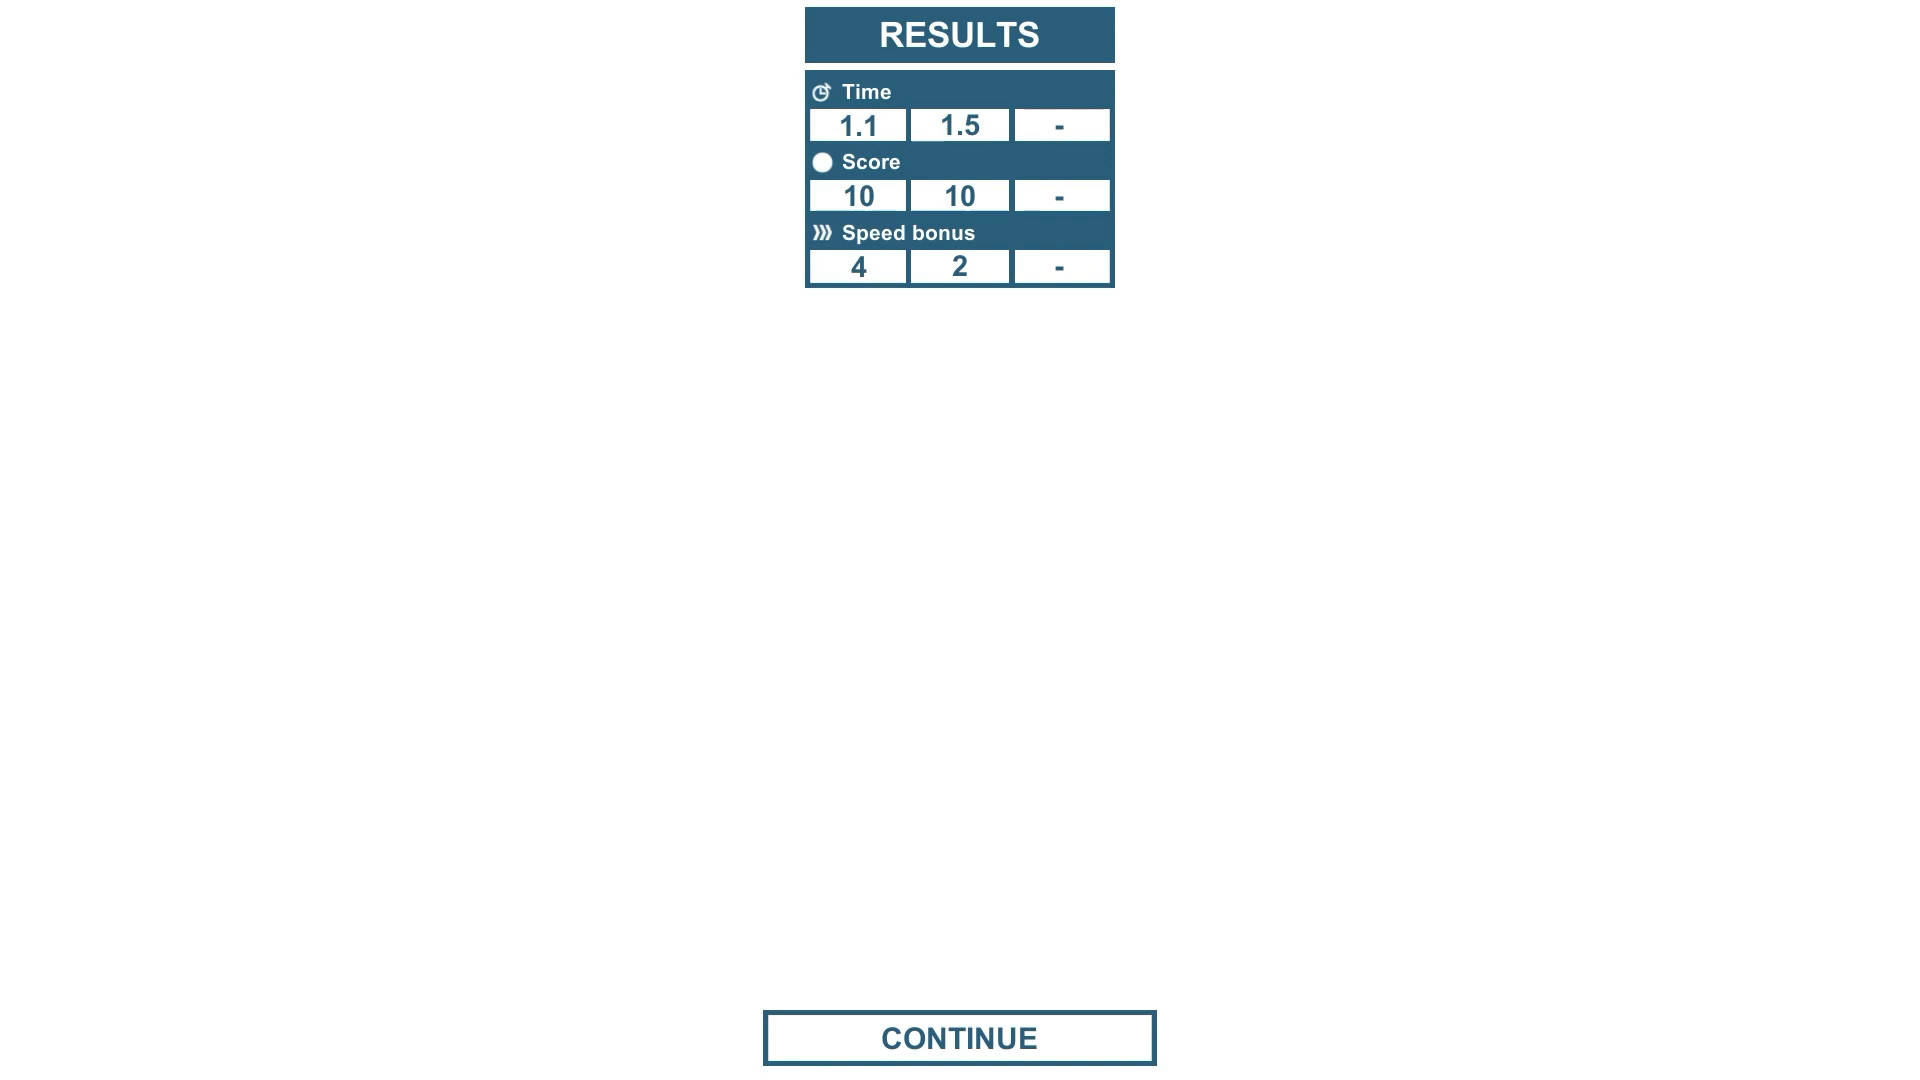 RESULTS
Time
1.1 1.5 -
Score
10 10 -
Speed bonus
4 2 -
CONTINUE